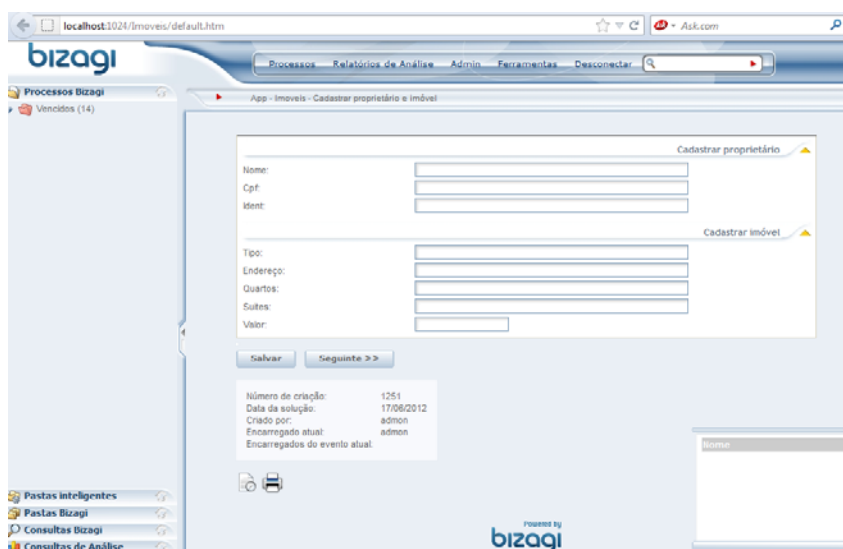 localhost:1024/Imoveis/default.htm
Ask.com
bizagi
Processos Relatórios de Análise Admin Ferramentas Desconectar
Processos Bizagi
Vencidos (14)
App - Imoveis - Cadastrar proprietário e imóvel
Cadastrar proprietário
Nome:
Cpf:
Ident:
Cadastrar imóvel
Tipo:
Endereço:
Quartos:
Suites:
Valor:
Salvar Seguinte >>
Número de criação: 1251
Data da solução: 17/06/2012
Criado por: admon
Encarregado atual: admon
Encarregados do evento atual:
Nome
Pastas inteligentes
Pastas Bizagi
Consultas Bizagi
Consultas de Análise
Powered by
bizagi